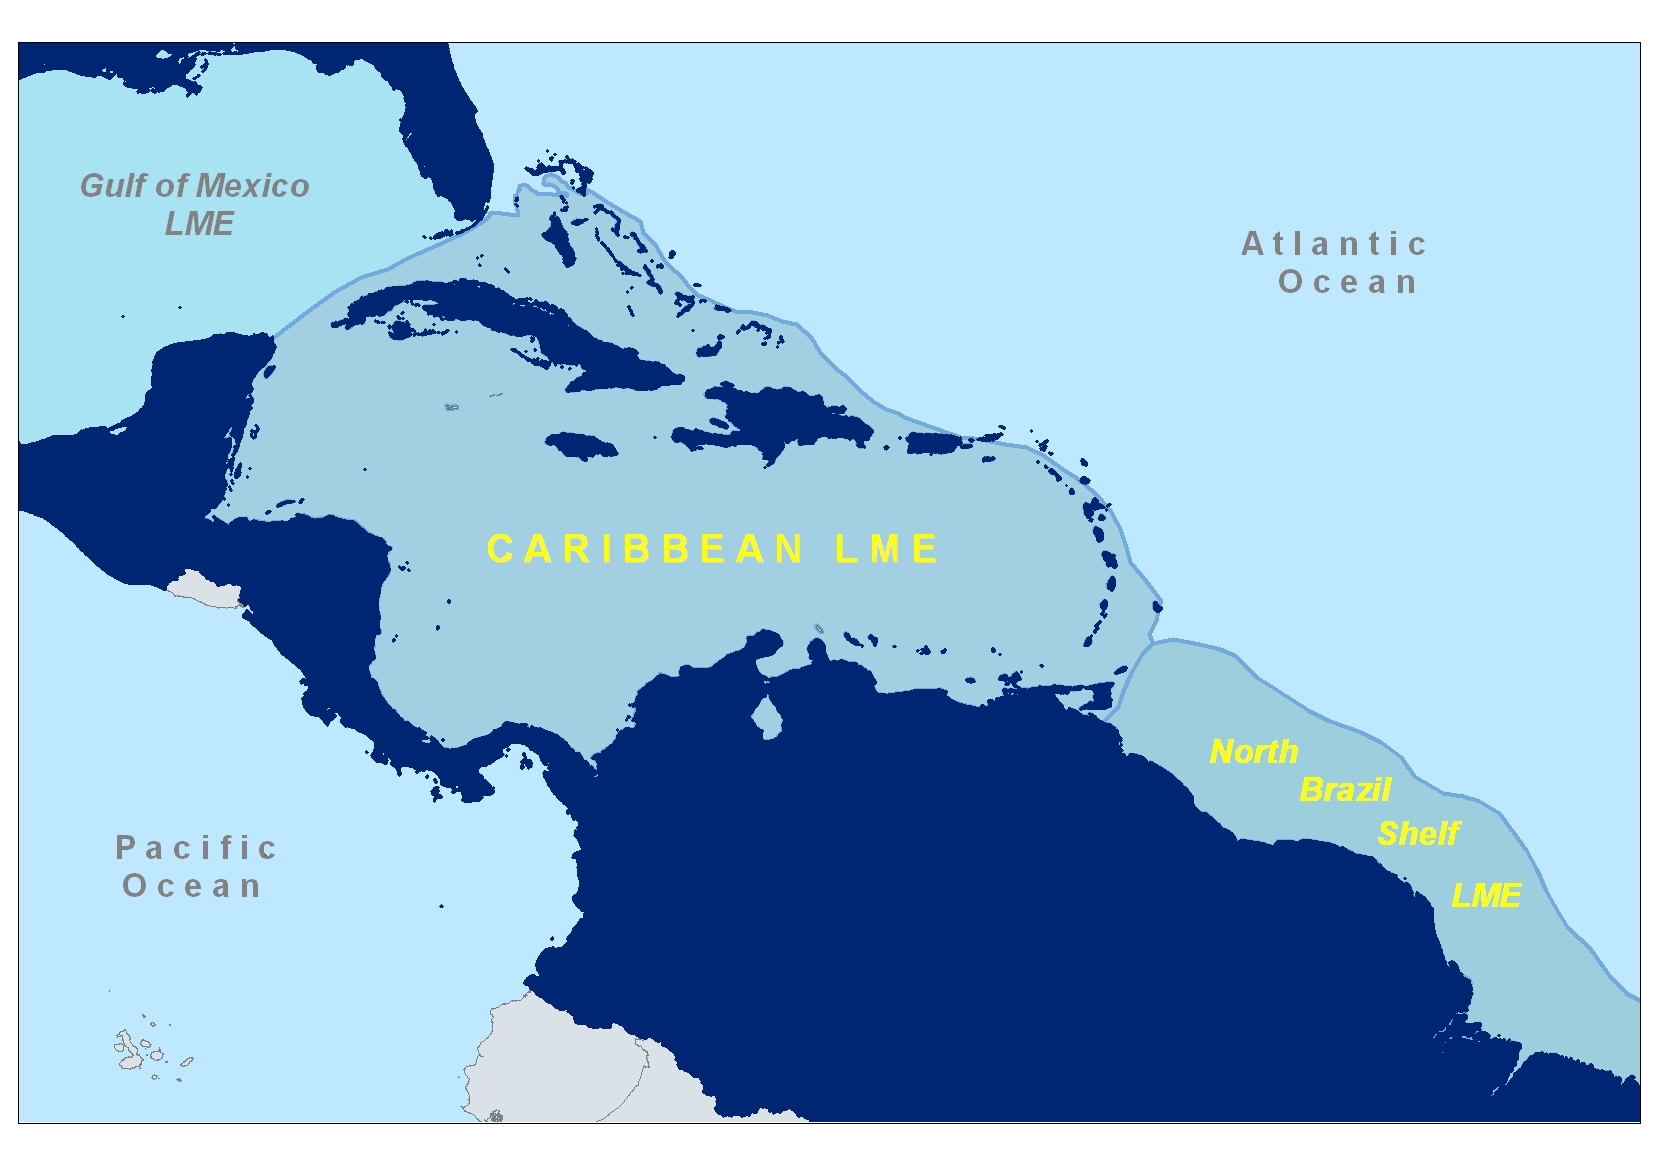 Gulf of Mexico
LME
Atlantic
Ocean
CARIBBEAN LME
North
Brazil
Shelf
LME
Pacific
Ocean